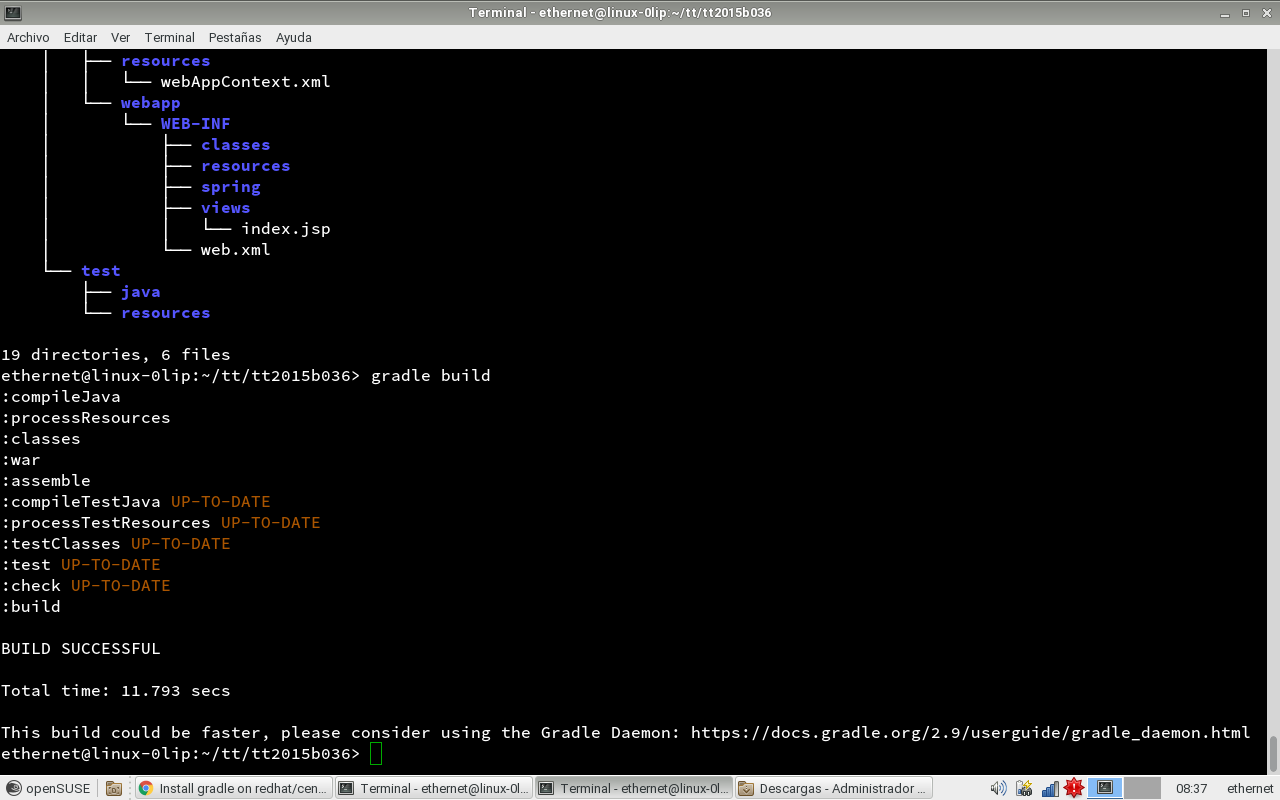 Terminal - ethernet@linux-0lip:~/tt/tt2015b036
Archivo Editar Ver Terminal Pestañas Ayuda
│   ├── resources
│   │   └── webAppContext.xml
│   └── webapp
│       └── WEB-INF
│           ├── classes
│           ├── resources
│           ├── spring
│           ├── views
│           │   └── index.jsp
│           └── web.xml
└── test
    ├── java
    └── resources
19 directories, 6 files
ethernet@linux-0lip:~/tt/tt2015b036> gradle build
:compileJava
:processResources
:classes
:war
:assemble
:compileTestJava UP-TO-DATE
:processTestResources UP-TO-DATE
:testClasses UP-TO-DATE
:test UP-TO-DATE
:check UP-TO-DATE
:build
BUILD SUCCESSFUL
Total time: 11.793 secs
This build could be faster, please consider using the Gradle Daemon: https://docs.gradle.org/2.9/userguide/gradle_daemon.html
ethernet@linux-0lip:~/tt/tt2015b036>
openSUSE Install gradle on redhat/cen... Terminal - ethernet@linux-0l... Terminal - ethernet@linux-0l... Descargas - Administrador ... 08:37 ethernet